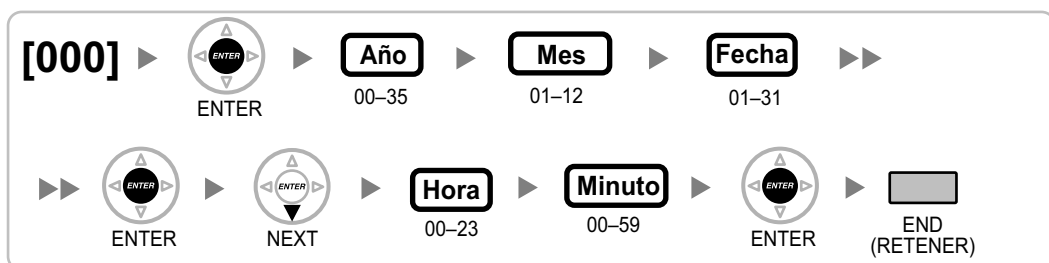 [000] ENTER Año Mes Fecha
ENTER 00–35 01–12 01–31
ENTER ENTER Hora Minuto ENTER
ENTER NEXT 00–23 00–59 ENTER END
(RETENER)